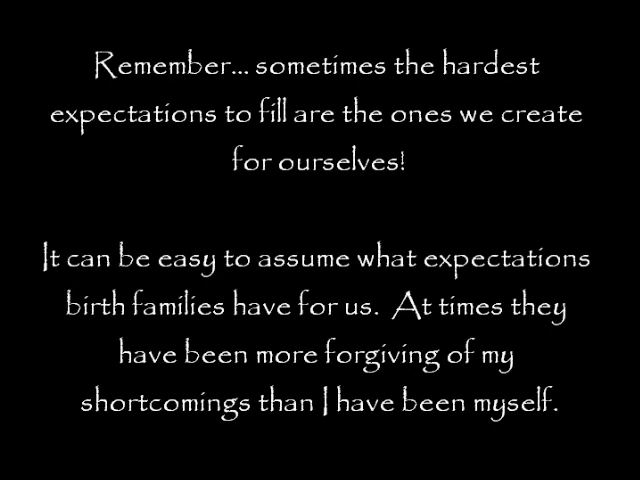 Remember... sometimes the hardest
expectations to fill are the ones we create
for ourselves!
It can be easy to assume what expectations
birth families have for us.  At times they
have been more forgiving of my
shortcomings than I have been myself.